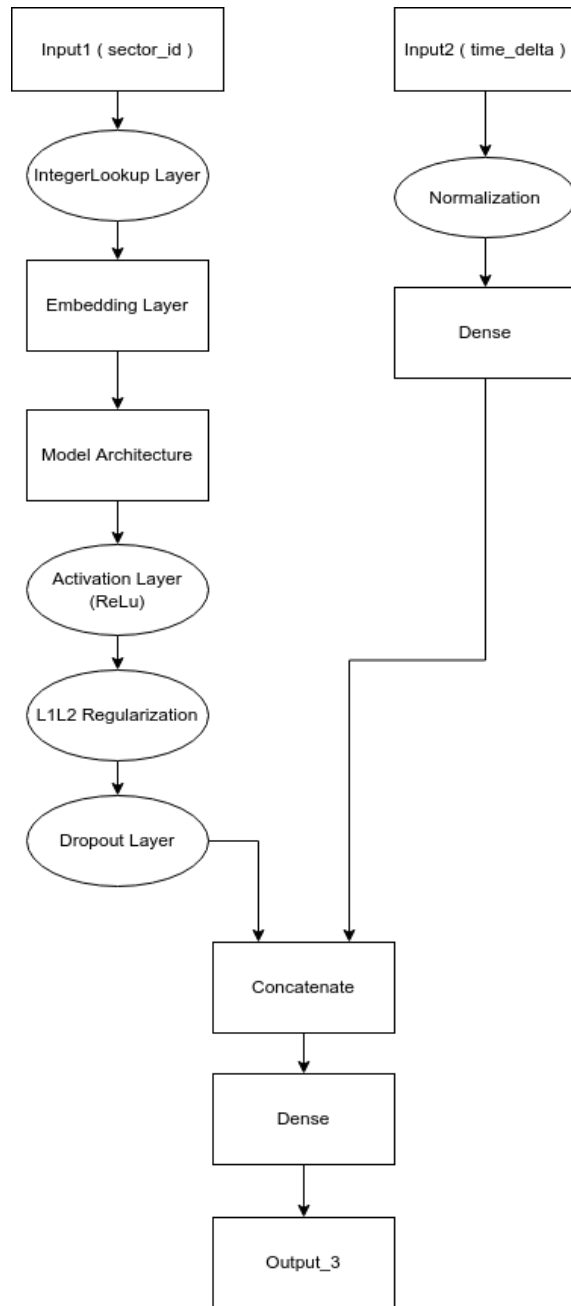 Input1 ( sector_id )
Input2 ( time_delta )
IntegerLookup Layer
Normalization
Embedding Layer
Dense
Model Architecture
Activation Layer
(ReLu)
L1L2 Regularization
Dropout Layer
Concatenate
Dense
Output_3